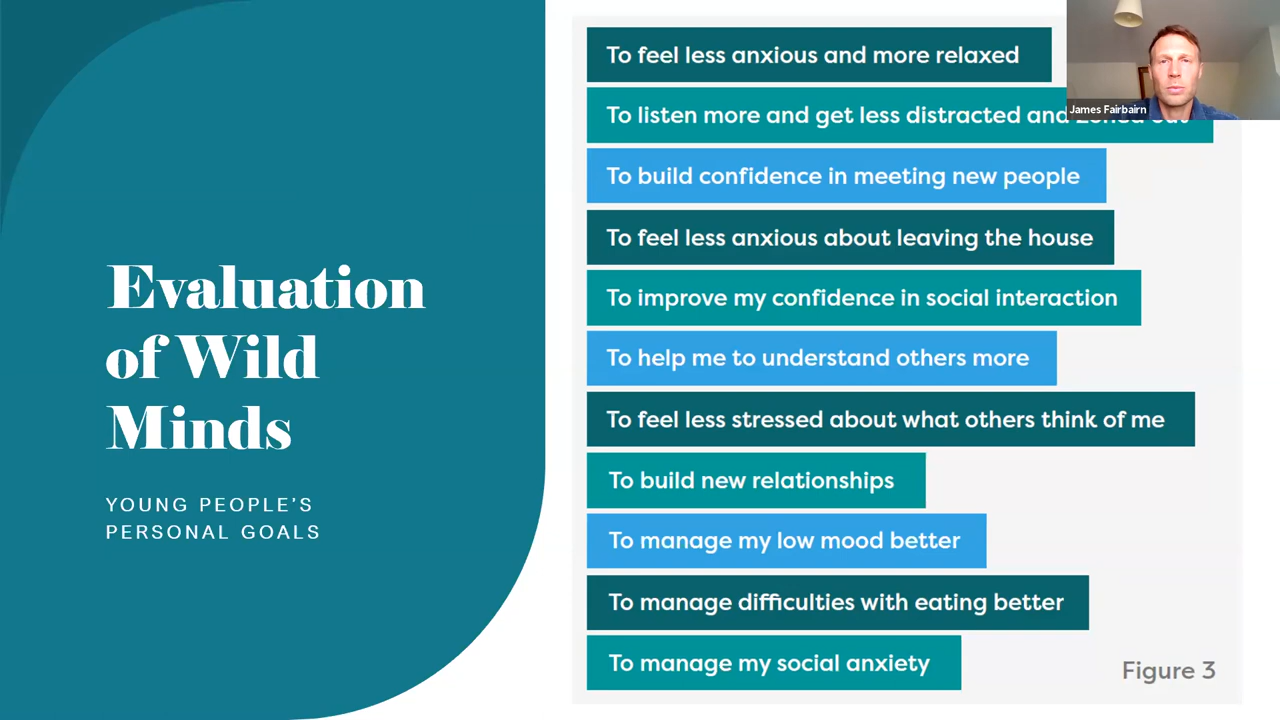 Evaluation
of Wild
Minds
YOUNG PEOPLE'S
PERSONAL GOALS
To feel less anxious and more relaxed
To listen more and get less distracted and
To build confidence in meeting new people
To feel less anxious about leaving the house
To improve my confidence in social interaction
To help me to understand others more
To feel less stressed about what others think of me
To build new relationships
To manage my low mood better
To manage difficulties with eating better
To manage my social anxiety
Figure 3
James Fairbairn